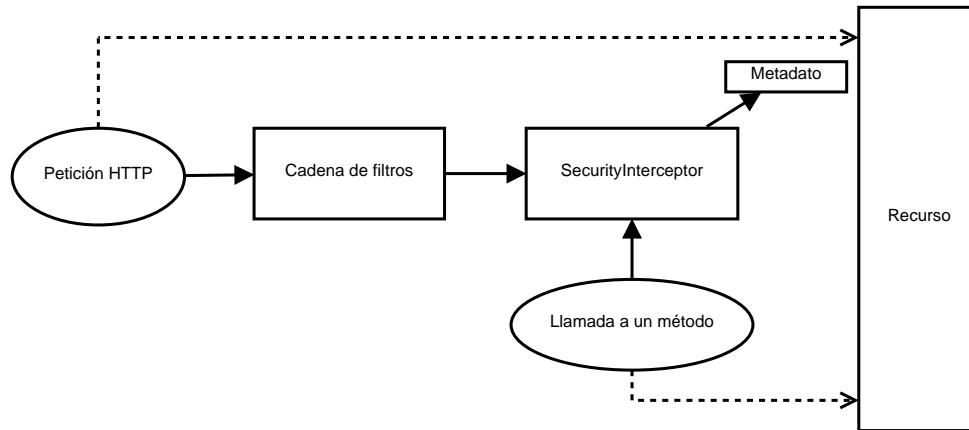 Metadato
Petición HTTP
Cadena de filtros
SecurityInterceptor
Recurso
Llamada a un método